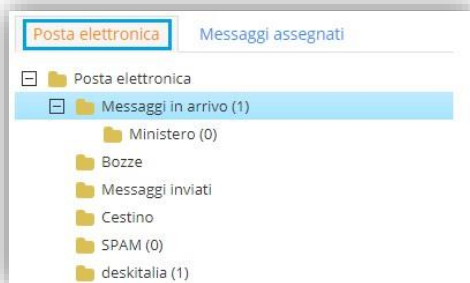 Posta elettronica Messaggi assegnati
Posta elettronica
Messaggi in arrivo (1)
Ministero (0)
Bozze
Messaggi inviati
Cestino
SPAM (0)
deskitalia (1)